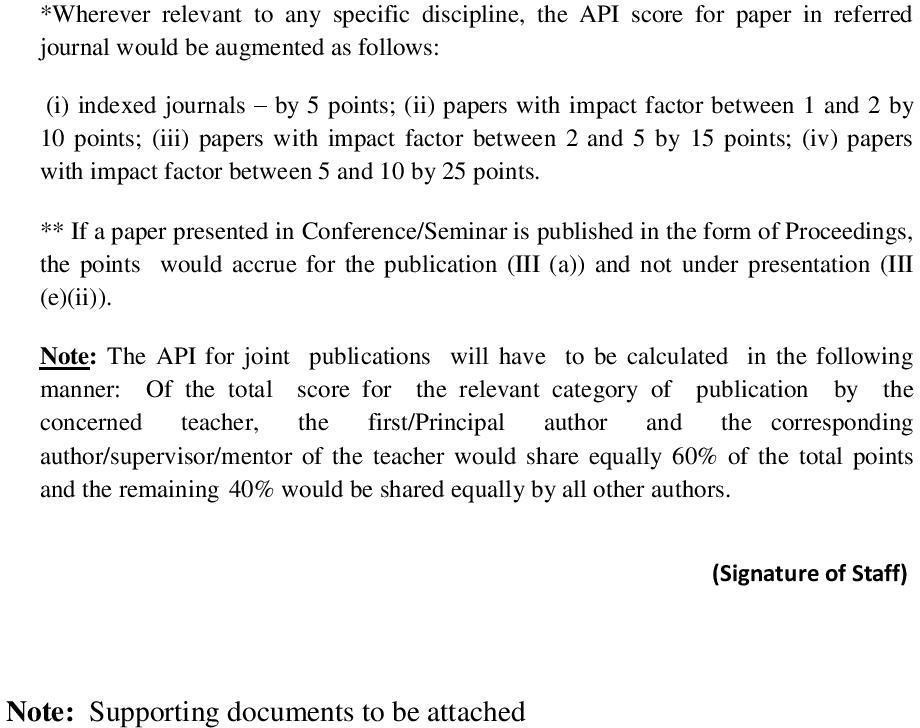 *Wherever relevant to any specific discipline, the API score for paper in referred
journal would be augmented as follows:
(i) indexed journals – by 5 points; (ii) papers with impact factor between 1 and 2 by
10 points; (iii) papers with impact factor between 2 and 5 by 15 points; (iv) papers
with impact factor between 5 and 10 by 25 points.
** If a paper presented in Conference/Seminar is published in the form of Proceedings,
the points would accrue for the publication (III (a)) and not under presentation (III
(e)(ii)).
Note: The API for joint publications will have to be calculated in the following
manner: Of the total score for the relevant category of publication by the
concerned teacher, the first/Principal author and the corresponding
author/supervisor/mentor of the teacher would share equally 60% of the total points
and the remaining 40% would be shared equally by all other authors.
(Signature of Staff)
Note: Supporting documents to be attached